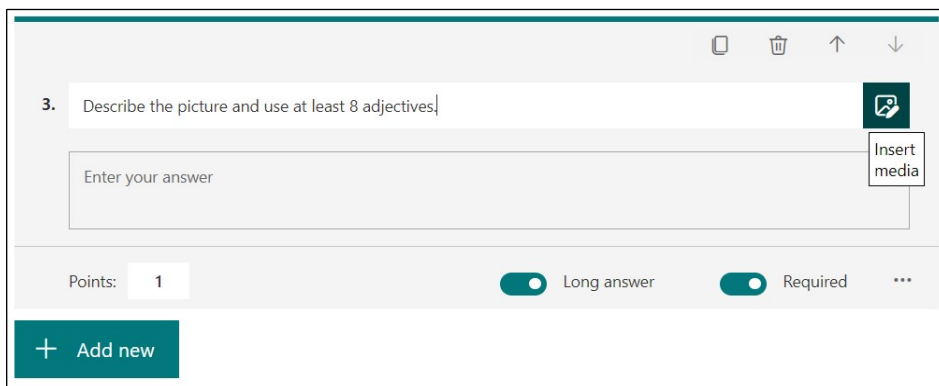 3.
Describe the picture and use at least 8 adjectives.
Insert
media
Enter your answer
Points:
1
Long answer
Required
Add new